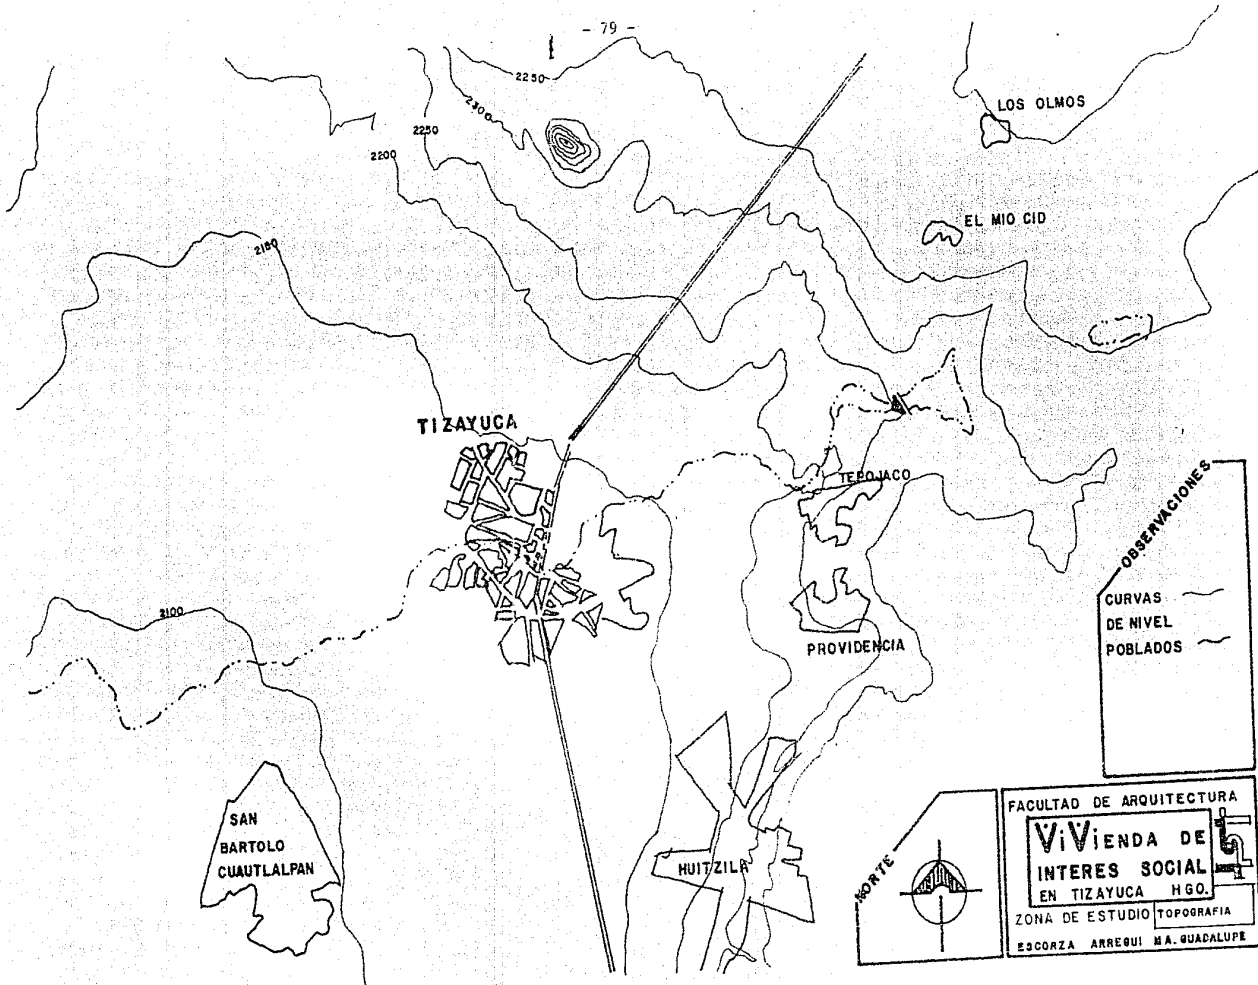 - 79 -
2250
2300
2250
2200
LOS OLMOS
EL MIO CID
2150
TIZAYUCA
TEPOJACO
OBSERVACIONES
CURVAS
DE NIVEL
POBLADOS
2100
PROVIDENCIA
SAN
BARTOLO
CUAUTLALPAN
HUITZILA
NORTE
FACULTAD DE ARQUITECTURA
ViViENDA DE
INTERES SOCIAL
EN TIZAYUCA HGO.
ZONA DE ESTUDIO TOPOGRAFIA
ESCORZA ARREGUI MA. GUADALUPE